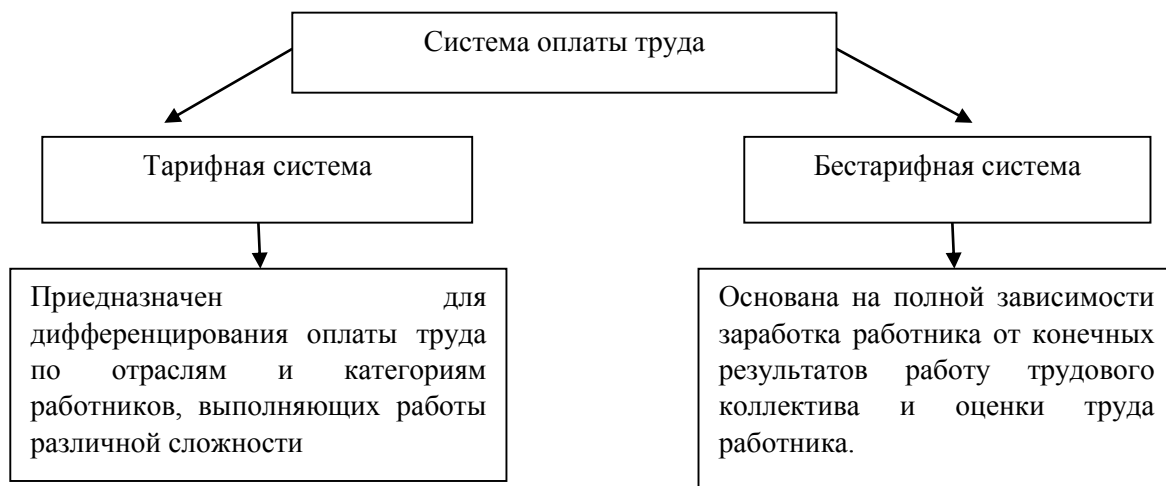 Система оплаты труда
Тарифная система
Бестарифная система
Приедназначен для
дифференцирования оплаты труда
по отраслям и категориям
работников, выполняющих работы
различной сложности
Основана на полной зависимости
заработка работника от конечных
результатов работу трудового
коллектива и оценки труда
работника.